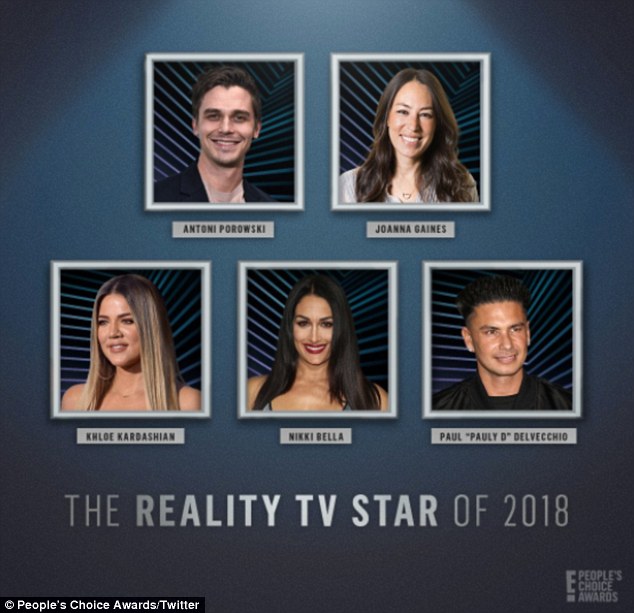 ANTONI POROWSKI
JOANNA GAINES
KHLOE KARDASHIAN
NIKKI BELLA
PAUL "PAULY D" DELVECCHIO
THE REALITY TV STAR OF 2018
E! PEOPLE'S
CHOICE
AWARDS
© People's Choice Awards/Twitter